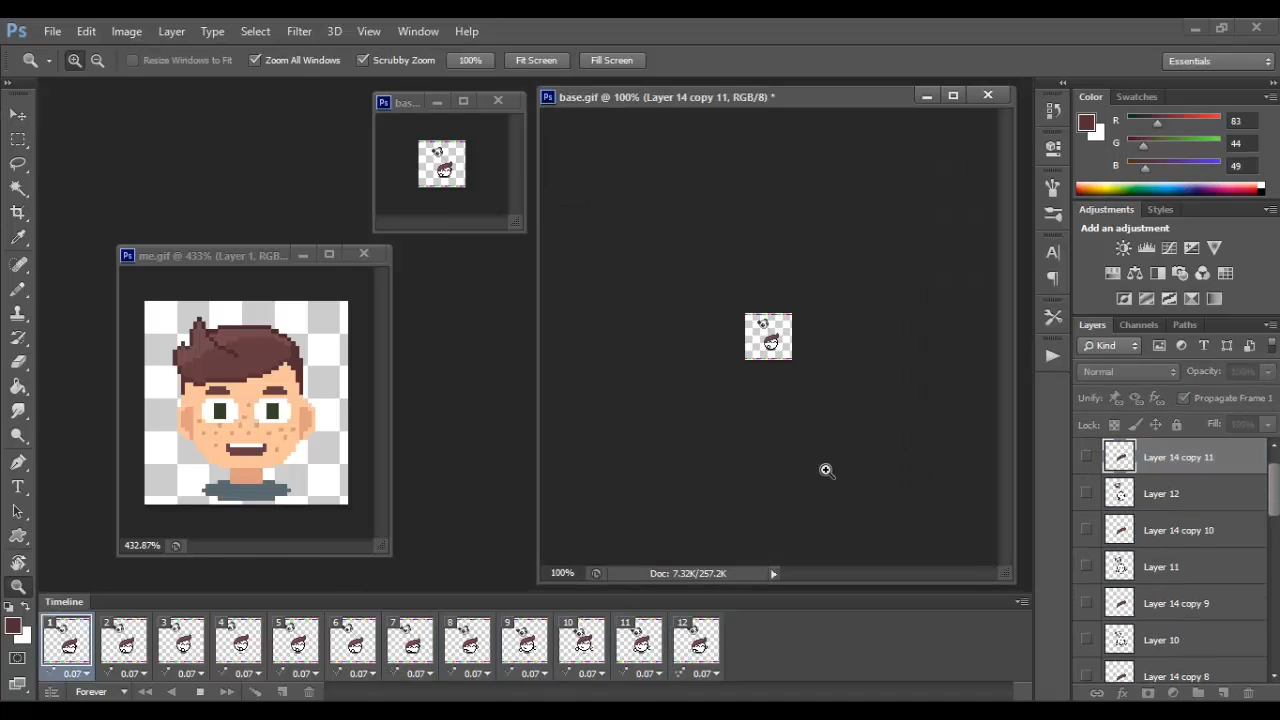 Ps File Edit Image Layer Type Select Filter 3D View Window Help
Resize Windows to Fit Zoom All Windows Scrubby Zoom 100% Fit Screen Fill Screen Essentials
Ps bas...
Ps base.gif @ 100% (Layer 14 copy 11, RGB/8) *
Color Swatches
R 83
G 44
B 49
Adjustments Styles
Add an adjustment
Ps me.gif @ 433% (Layer 1, RGB...
432.87%
100% Doc: 7.32K/257.2K
Layers Channels Paths
Kind
Normal Opacity: 100%
Unify: Propagate Frame 1
Lock: Fill: 100%
Layer 14 copy 11
Layer 12
Layer 14 copy 10
Layer 11
Layer 14 copy 9
Layer 10
Layer 14 copy 8
Timeline
1 2 3 4 5 6 7 8 9 10 11 12
0.07 0.07 0.07 0.07 0.07 0.07 0.07 0.07 0.07 0.07 0.07 0.07
Forever